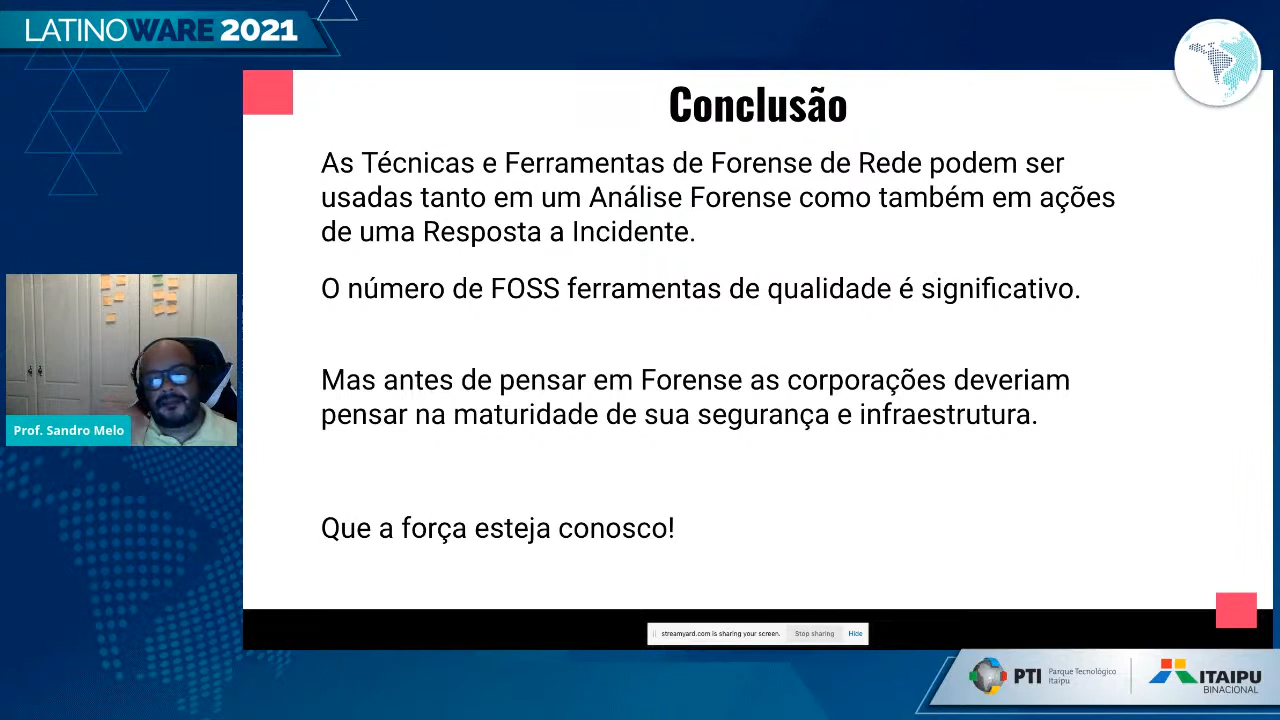 LATINOWARE 2021
Conclusão
As Técnicas e Ferramentas de Forense de Rede podem ser
usadas tanto em um Análise Forense como também em ações
de uma Resposta a Incidente.
O número de FOSS ferramentas de qualidade é significativo.
Mas antes de pensar em Forense as corporações deveriam
pensar na maturidade de sua segurança e infraestrutura.
Prof. Sandro Melo
Que a força esteja conosco!
streamyard.com is sharing your screen. Stop sharing Hide
PTI Parque Tecnológico
Itaipu
ITAIPU
BINACIONAL